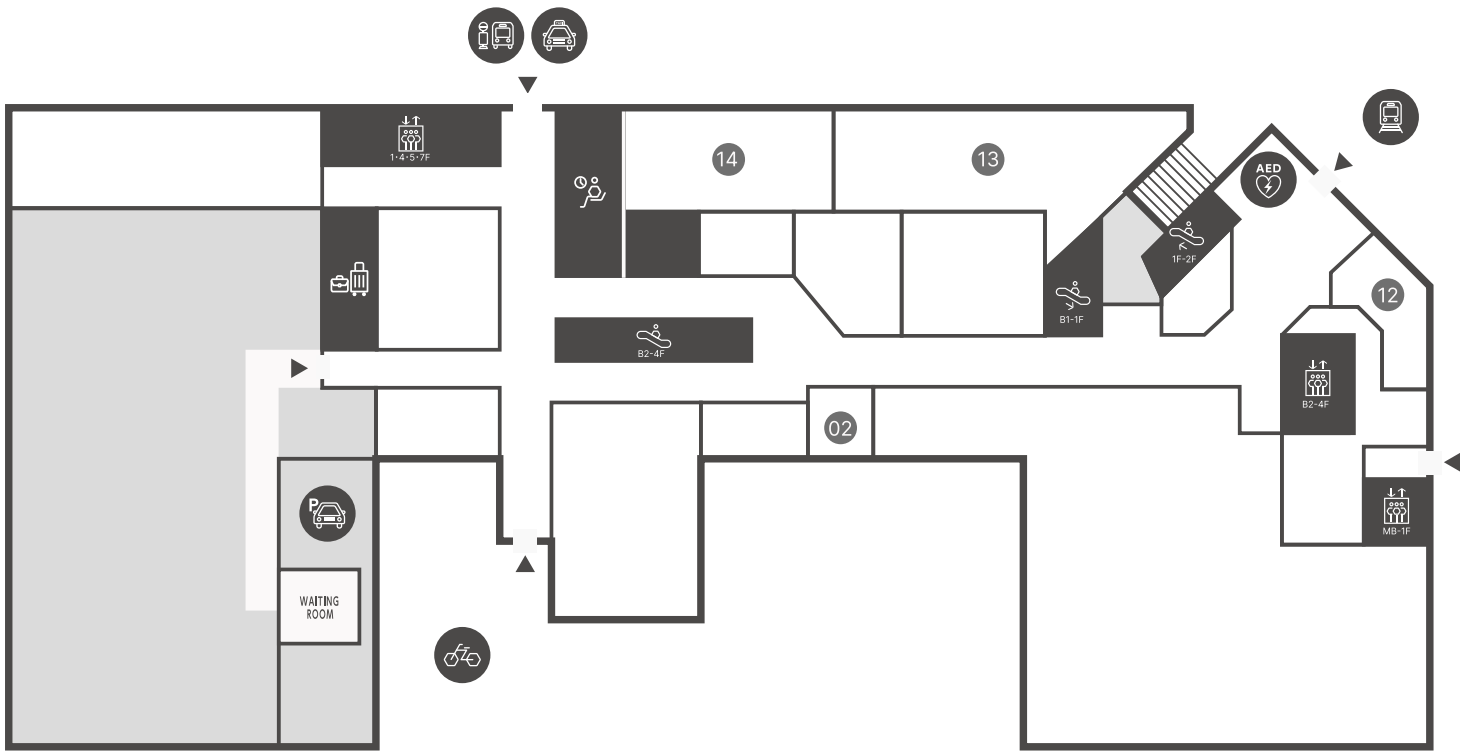 1·4·5·7F
14
13
AED
1F-2F
12
B1-1F
B2-4F
B2-4F
02
P
MB-1F
WAITING
ROOM